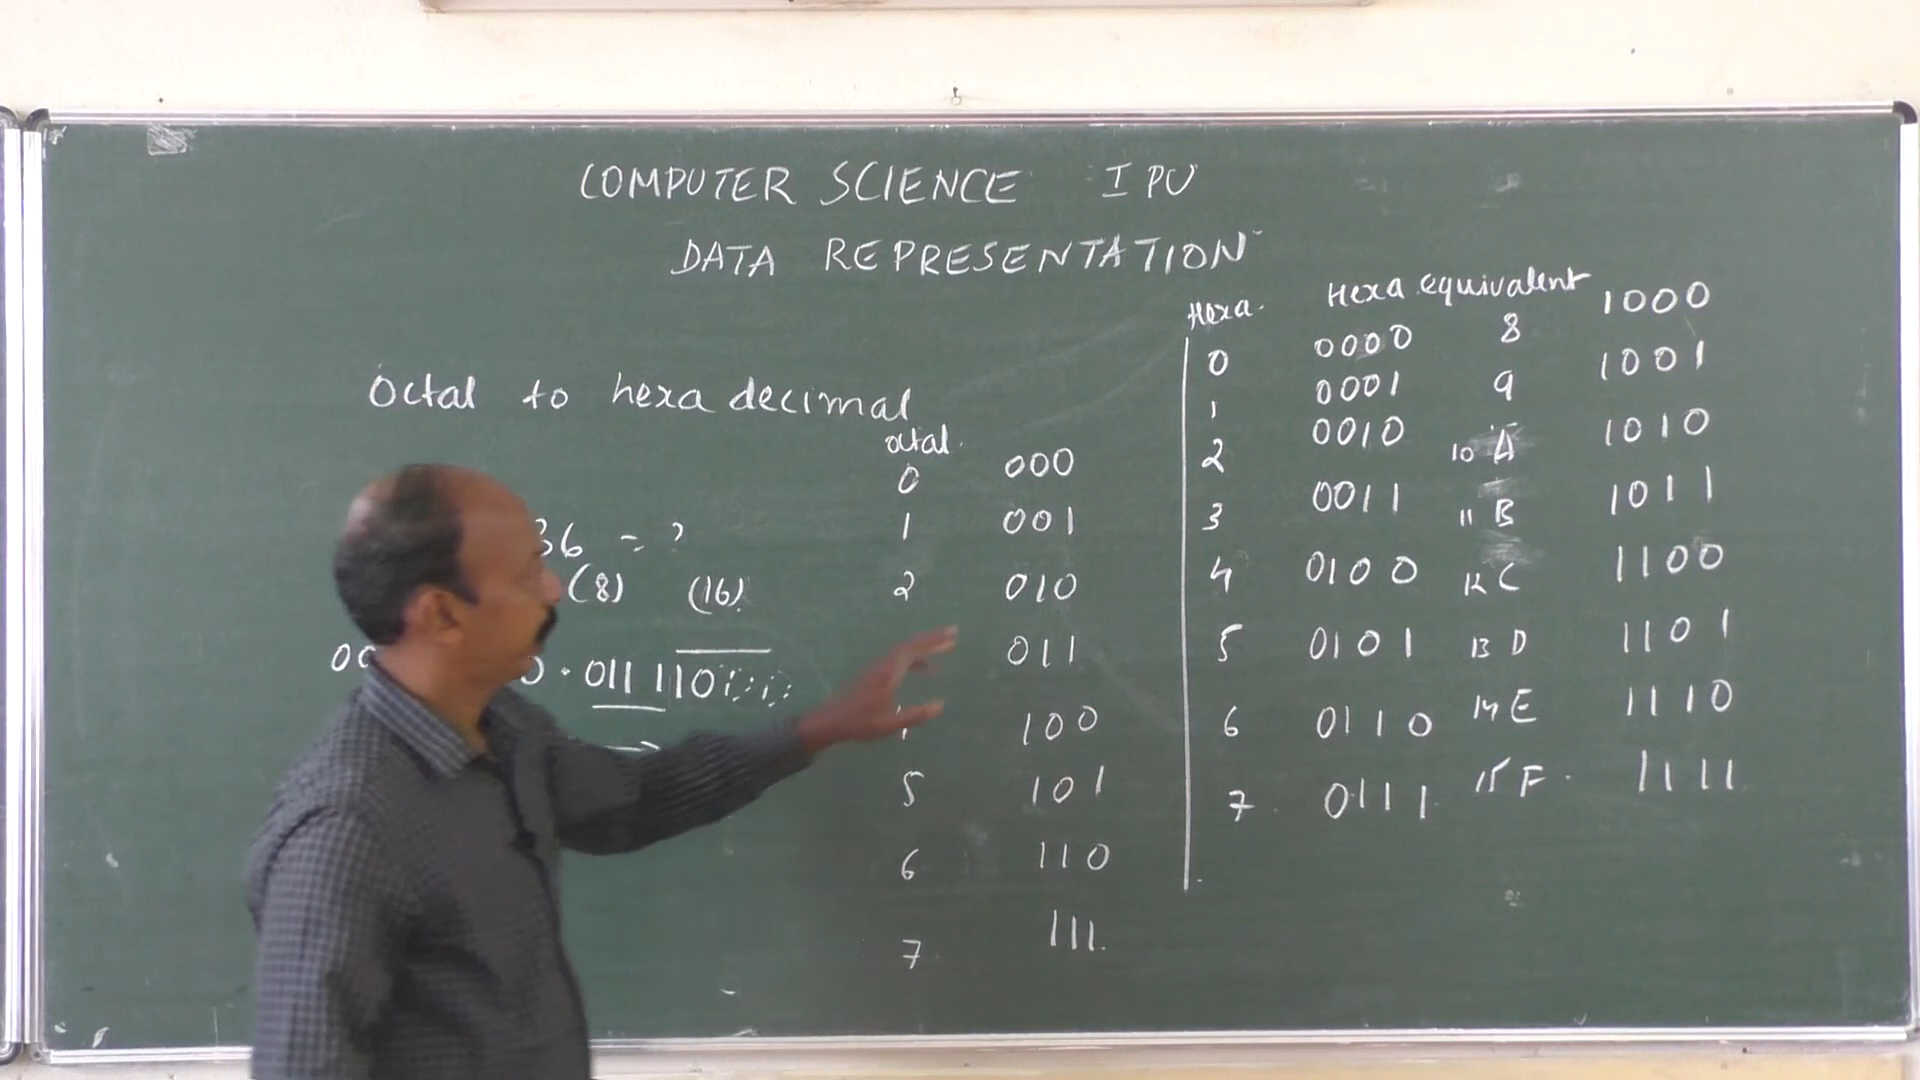 COMPUTER SCIENCE I PU
DATA REPRESENTATION
Octal to hexa decimal
36 = ?
(8) (16)
00
0.011110
octal.
0 000
1 001
2 010
011
100
5 101
6 110
7 111.
Hexa. Hexa equivalent
0 0000 8 1000
1 0001 9 1001
2 0010 10 A 1010
3 0011 11 B 1011
4 0100 12 C 1100
5 0101 13 D 1101
6 0110 14 E 1110
7. 0111 15 F. 1111